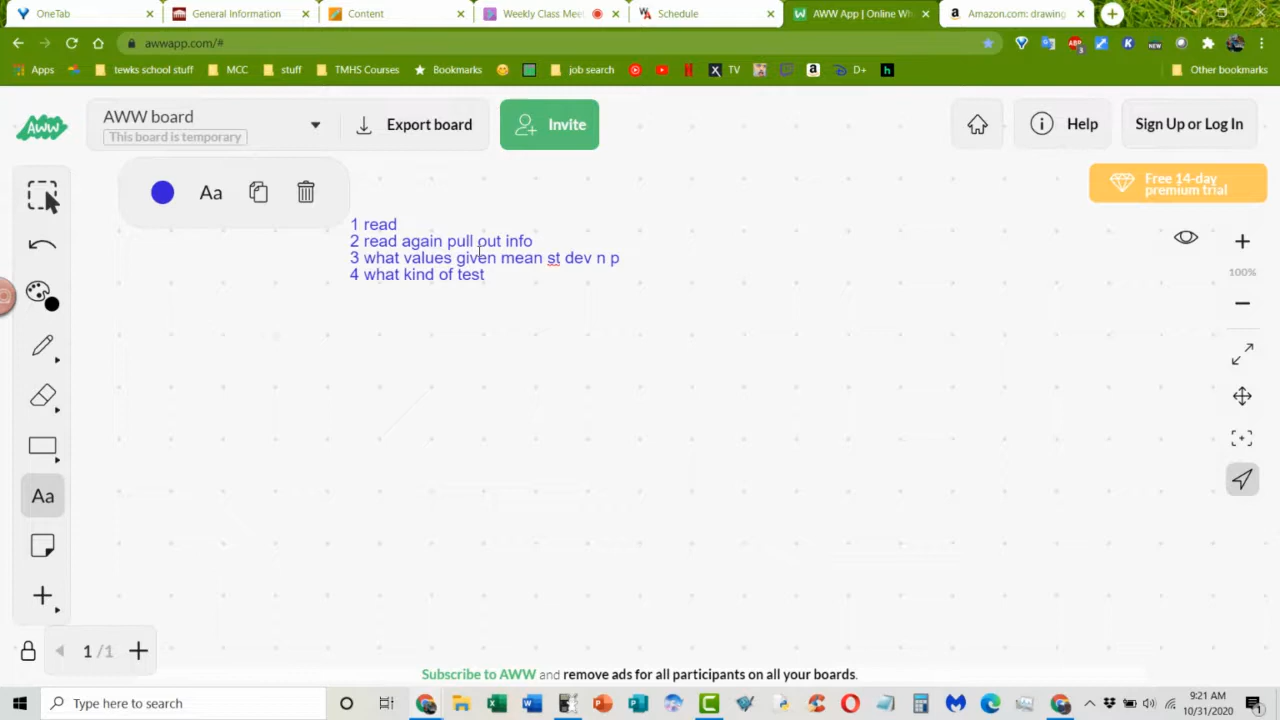 OneTab
General Information
Content
Weekly Class Mee
Schedule
AWW App | Online Wh
Amazon.com: drawing
awwapp.com/#
Apps
tewks school stuff
MCC
stuff
TMHS Courses
Bookmarks
job search
TV
D+
Other bookmarks
AWW
AWW board
This board is temporary
Export board
Invite
Help
Sign Up or Log In
Free 14-day
premium trial
Aa
1 read
2 read again pull out info
3 what values given mean st dev n p
4 what kind of test
100%
Aa
1 / 1
Subscribe to AWW and remove ads for all participants on all your boards.
Type here to search
9:21 AM
10/31/2020